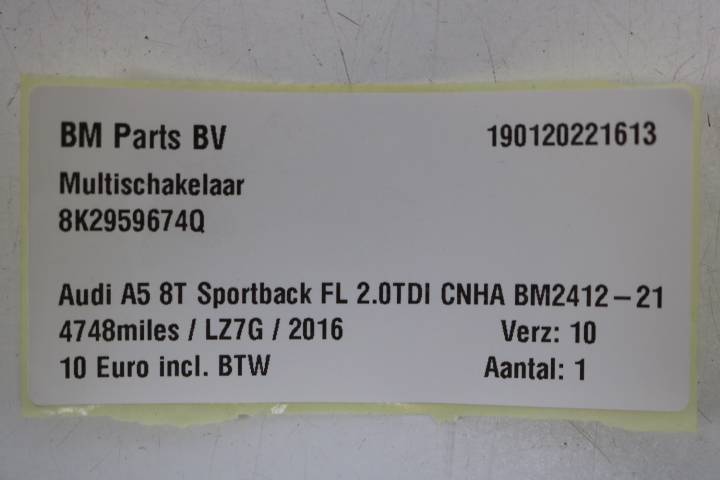 BM Parts BV 190120221613
Multischakelaar
8K2959674Q
Audi A5 8T Sportback FL 2.0TDI CNHA BM2412-21
4748miles / LZ7G / 2016 Verz: 10
10 Euro incl. BTW Aantal: 1